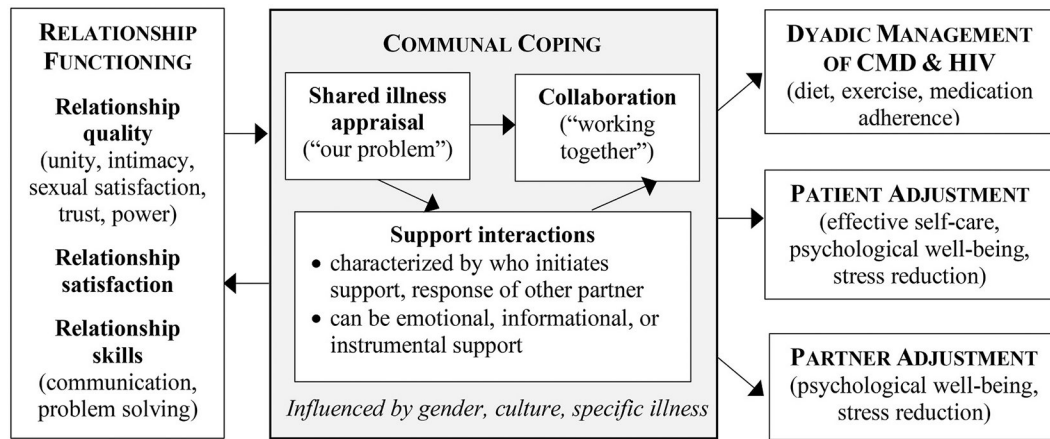 RELATIONSHIP
FUNCTIONING
Relationship
quality
(unity, intimacy,
sexual satisfaction,
trust, power)
Relationship
satisfaction
Relationship
skills
(communication,
problem solving)
COMMUNAL COPING
Shared illness
appraisal
(“our problem”)
Collaboration
(“working
together”)
Support interactions
• characterized by who initiates
support, response of other partner
• can be emotional, informational, or
instrumental support
Influenced by gender, culture, specific illness
DYADIC MANAGEMENT
OF CMD & HIV
(diet, exercise, medication
adherence)
PATIENT ADJUSTMENT
(effective self-care,
psychological well-being,
stress reduction)
PARTNER ADJUSTMENT
(psychological well-being,
stress reduction)